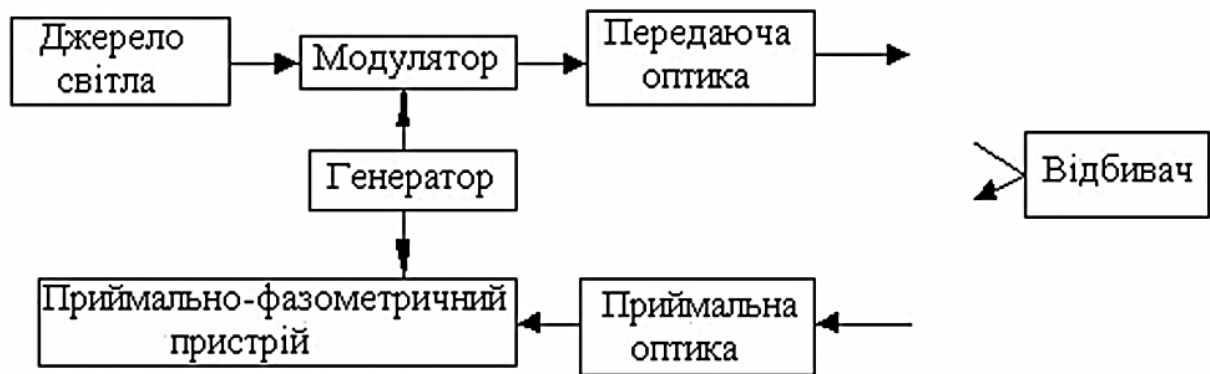 Джерело
світла
Модулятор
Передаюча
оптика
Генератор
Відбивач
Приймально-фазометричний
пристрій
Приймальна
оптика